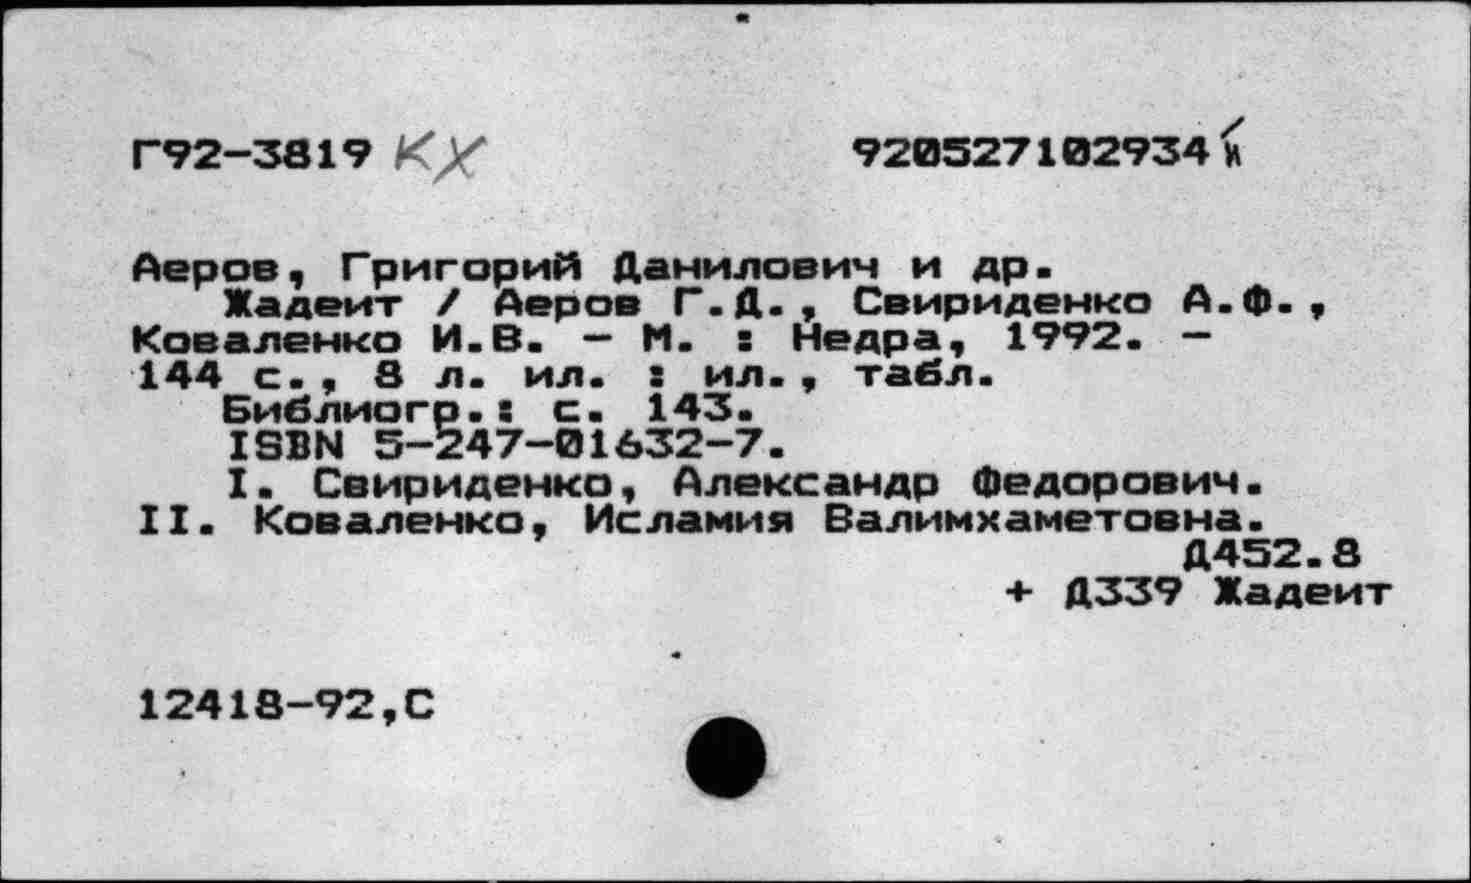 Г92-3819 КХ 920527102934 и
Аеров, Григорий Данилович и др.
Жадеит / Аеров Г.Д., Свириденко А.Ф.,
Коваленко И.В. - М. : Недра, 1992. -
144 с., 8 л. ил. : ил., табл.
Библиогр.: с. 143.
ISBN 5-247-01632-7.
I. Свириденко, Александр Федорович.
II. Коваленко, Исламия Валимхаметовна.
Д452.8
+ Д339 Жадеит
12418-92,С